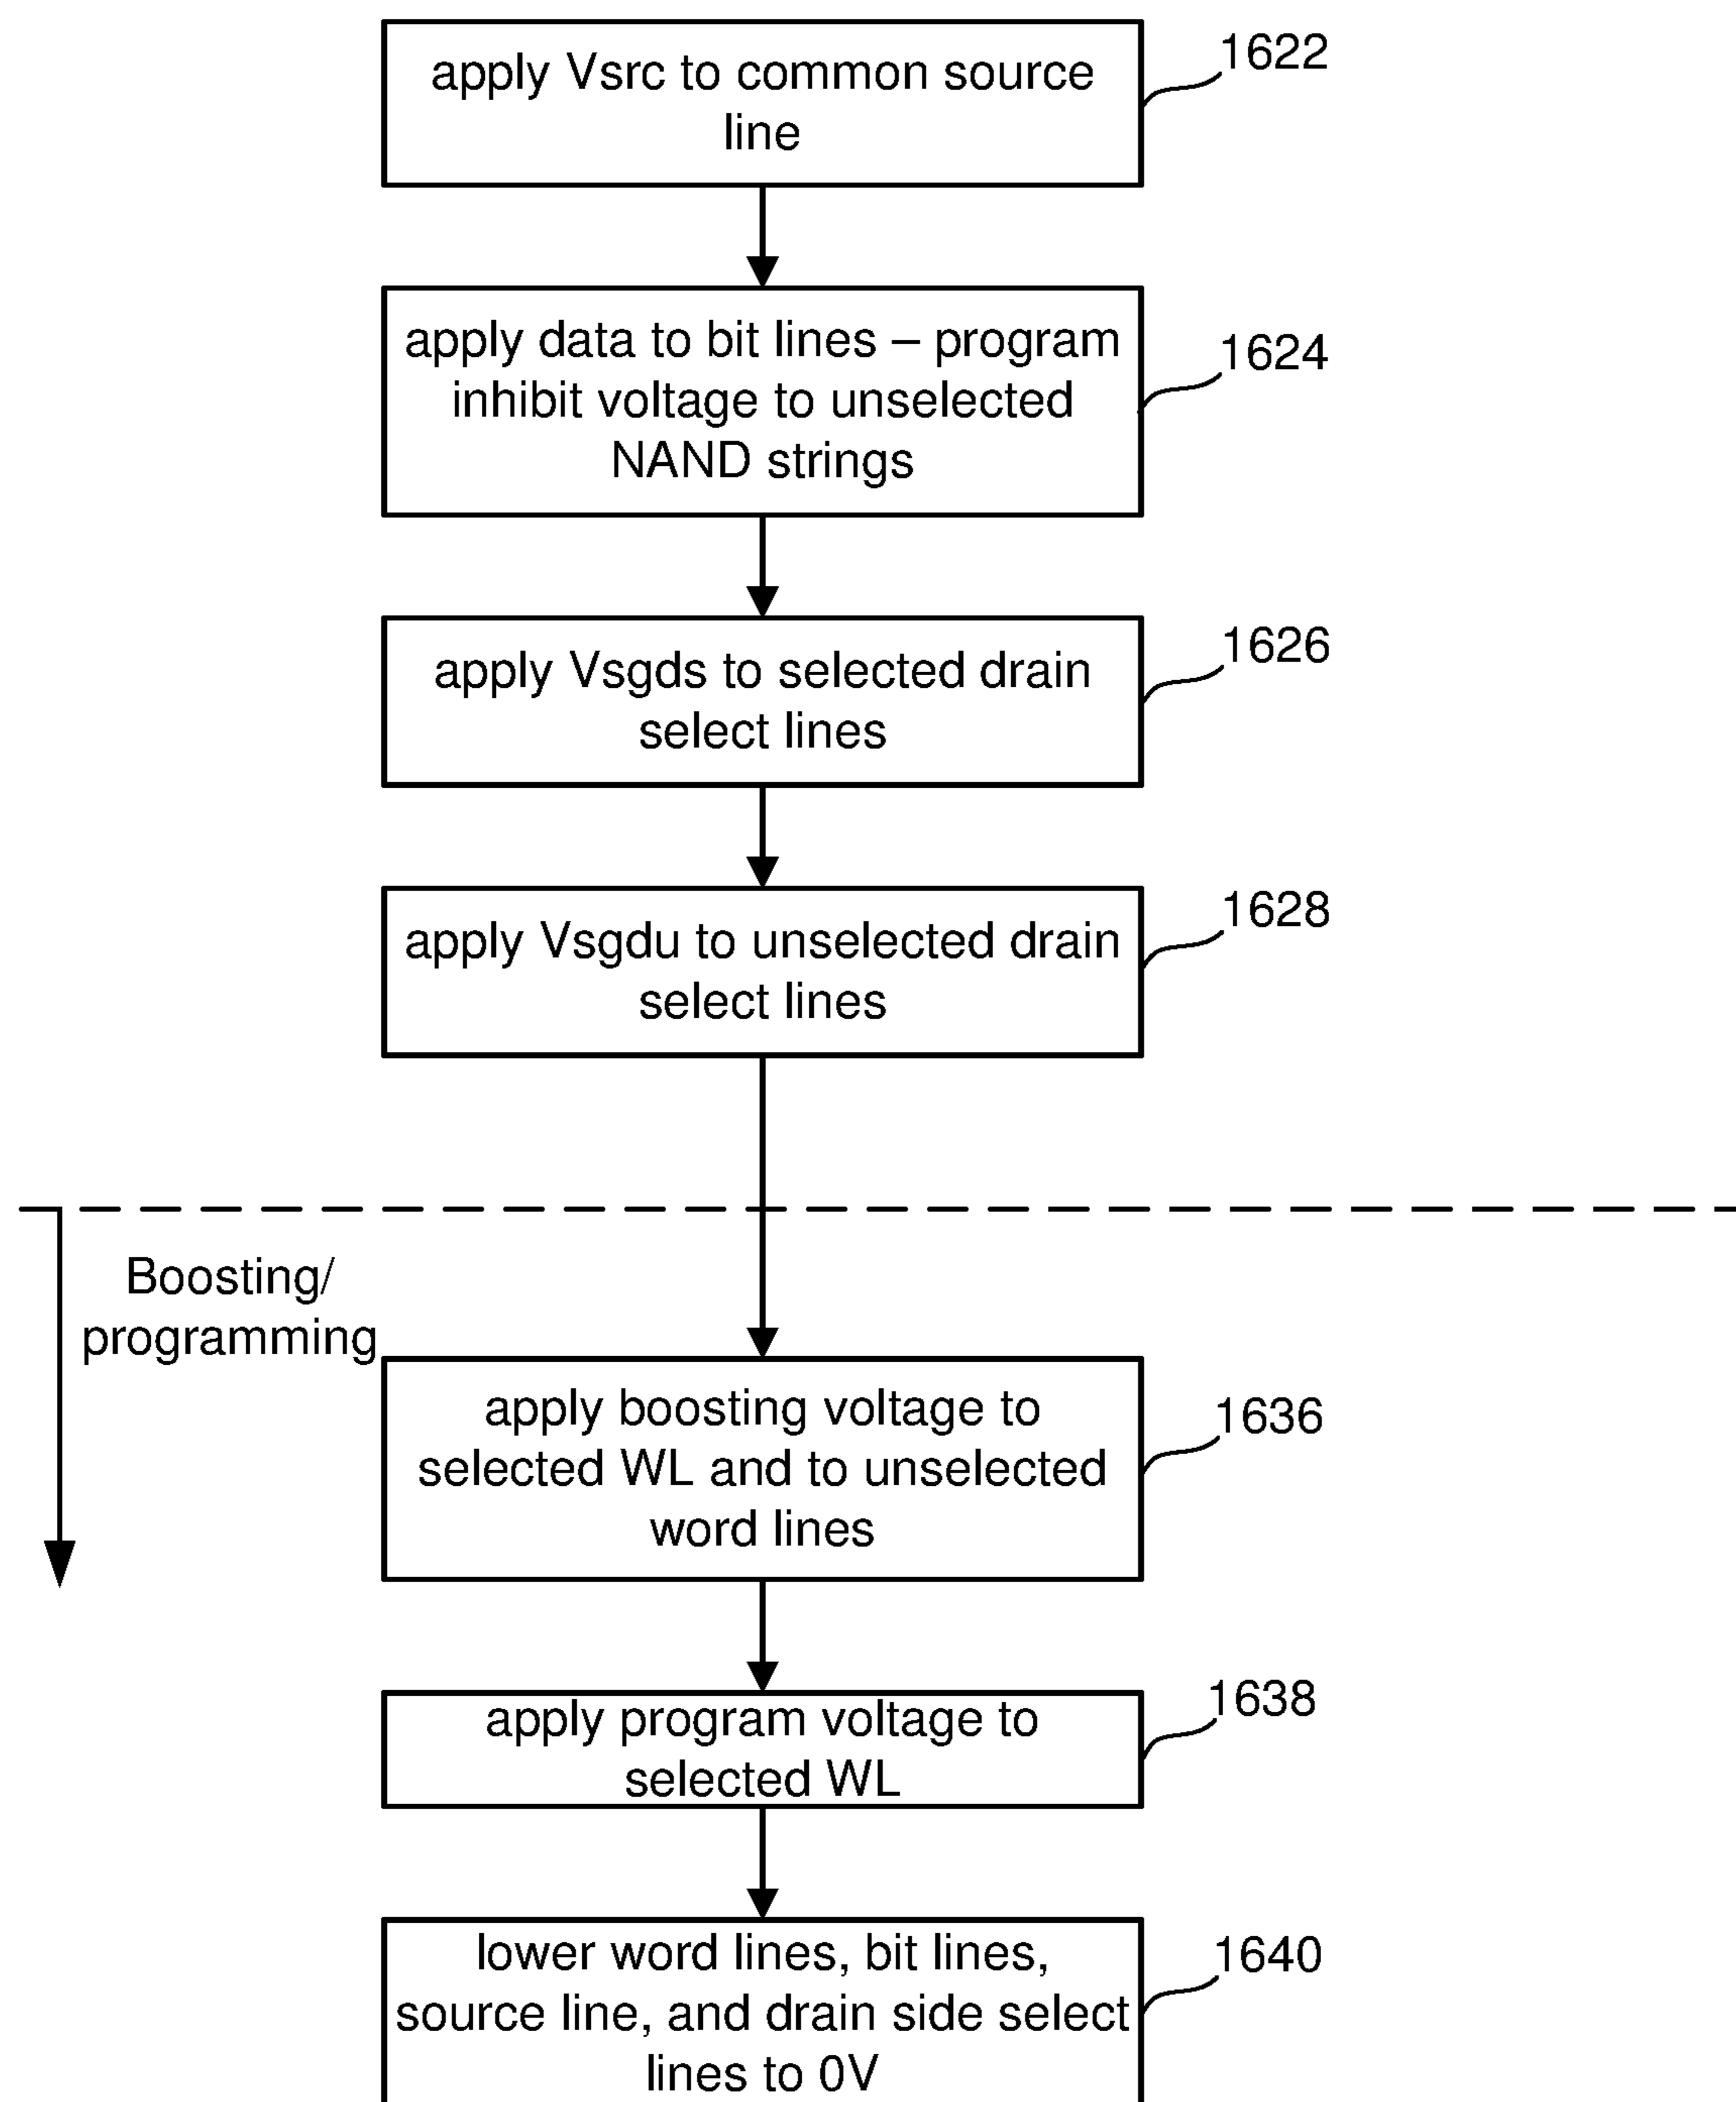 apply Vsrc to common source
line
1622
apply data to bit lines – program
inhibit voltage to unselected
NAND strings
1624
apply Vsgds to selected drain
select lines
1626
apply Vsgdu to unselected drain
select lines
1628
Boosting/
programming
apply boosting voltage to
selected WL and to unselected
word lines
1636
apply program voltage to
selected WL
1638
lower word lines, bit lines,
source line, and drain side select
lines to 0V
1640